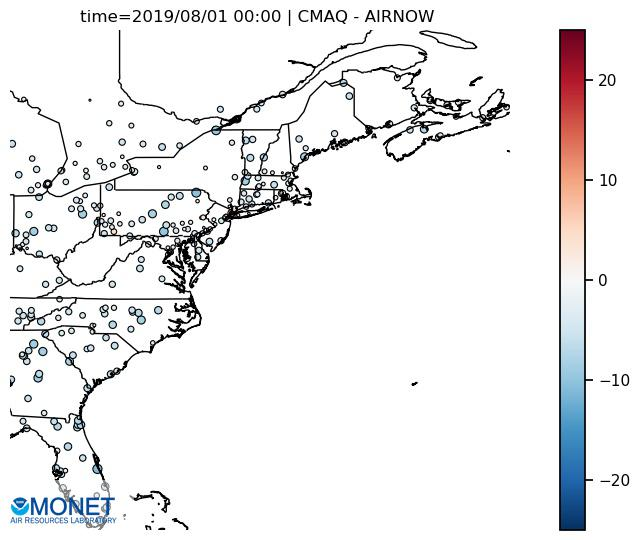 time=2019/08/01 00:00 | CMAQ - AIRNOW
20
10
0
−10
−20
MONET
AIR RESOURCES LABORATORY